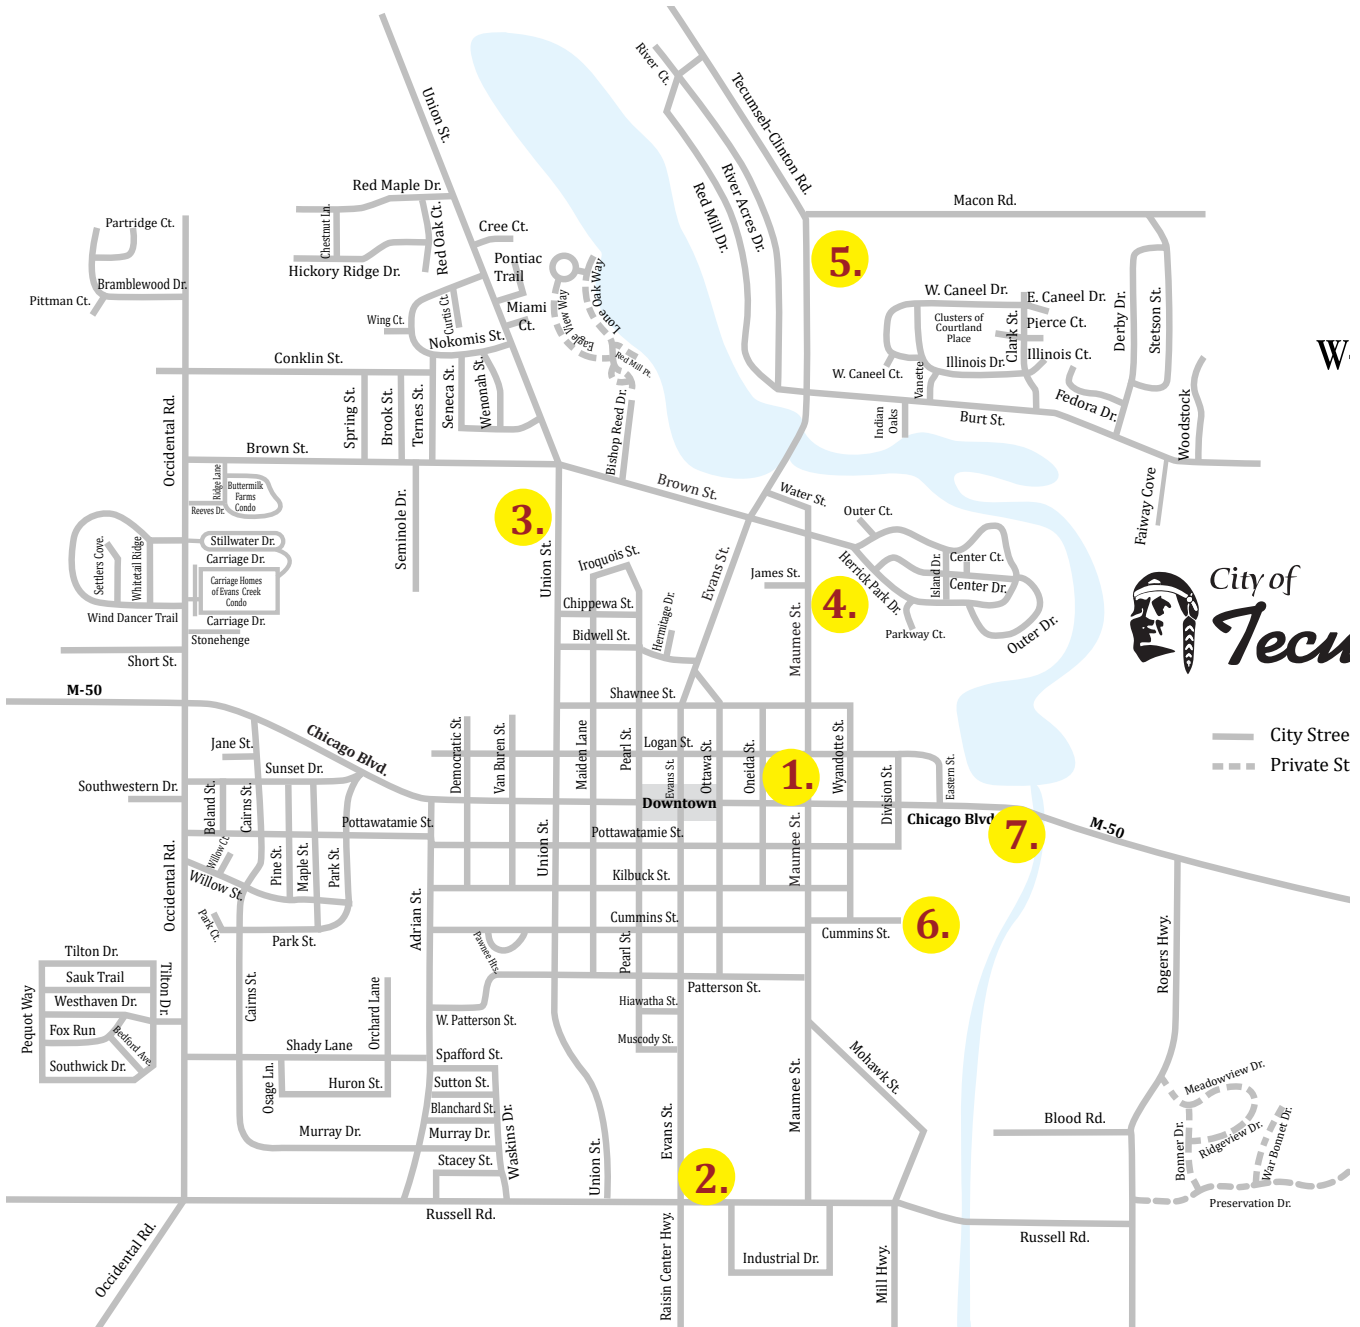 River Ct.
Tecumseh-Clinton Rd.
Union St.
River Acres Dr.
Red Mill Dr.
Red Maple Dr.
Macon Rd.
Chestnut Ln.
Red Oak Ct.
Cree Ct.
Partridge Ct.
Hickory Ridge Dr.
Pontiac
Trail
5.
Bramblewood Dr.
Pittman Ct.
Curtis Ct.
Wing Ct.
Miami
Ct.
Eagle View Way
Eagle
Lone Oak Way
Lone
W. Caneel Dr.
E. Caneel Dr.
Clusters of
Courtland
Place
Clark St.
Pierce Ct.
Derby Dr.
Stetson St.
Nokomis St.
Red Mill Pt.
Conklin St.
W. Caneel Ct.
Illinois Dr.
Illinois Ct.
Vanette
W
Occidental Rd.
Spring St.
Brook St.
Ternes St.
Seneca St.
Wenonah St.
Bishop Reed Dr.
Indian
Oaks
Burt St.
Fedora Dr.
Woodstock
Brown St.
Brown St.
Ridge Lane
Buttermilk
Farms
Condo
Reeves Dr.
Water St.
Faiway Cove
3.
Seminole Dr.
Outer Ct.
Stillwater Dr.
Carriage Dr.
Settlers Cove.
Whitetail Ridge
Carriage Homes
of Evans Creek
Condo
Union St.
Iroquois St.
Evans St.
James St.
Herrick Park Dr.
Island Dr.
Center Ct.
Center Dr.
4.
Chippewa St.
Hermitage Dr.
Wind Dancer Trail
Carriage Dr.
Stonehenge
Bidwell St.
Maumee St.
Parkway Ct.
Outer Dr.
City of
Tecu
Short St.
M-50
Shawnee St.
Chicago Blvd.
Democratic St.
Van Buren St.
Maiden Lane
Pearl St.
Logan St.
Evans St.
Ottawa St.
Oneida St.
Wyandotte St.
Division St.
Eastern St.
City Stree
Private St
Jane St.
Sunset Dr.
Southwestern Dr.
Beland St.
Cairns St.
1.
Downtown
Chicago Blvd
M-50
7.
Pottawatamie St.
Pottawatamie St.
Willow Ct.
Willow St.
Pine St.
Maple St.
Park St.
Union St.
Maumee St.
Kilbuck St.
Occidental Rd.
Park Ct.
Park St.
Adrian St.
Cummins St.
Cummins St.
6.
Pawnee Hts.
Pearl St.
Rogers Hwy.
Tilton Dr.
Sauk Trail
Westhaven Dr.
Tilton Dr.
Pequot Way
Fox Run
Bedford Ave.
Southwick Dr.
Cairns St.
Orchard Lane
Patterson St.
W. Patterson St.
Hiawatha St.
Muscody St.
Shady Lane
Osage Ln.
Huron St.
Spafford St.
Sutton St.
Blanchard St.
Murray Dr.
Murray Dr.
Stacey St.
Waskins Dr.
Union St.
Evans St.
Maumee St.
Mohawk St.
Blood Rd.
Meadowview Dr.
Bonner Dr.
Ridgeview Dr.
War Bonnet Dr.
2.
Preservation Dr.
Russell Rd.
Russell Rd.
Occidental Rd.
Raisin Center Hwy.
Industrial Dr.
Mill Hwy.